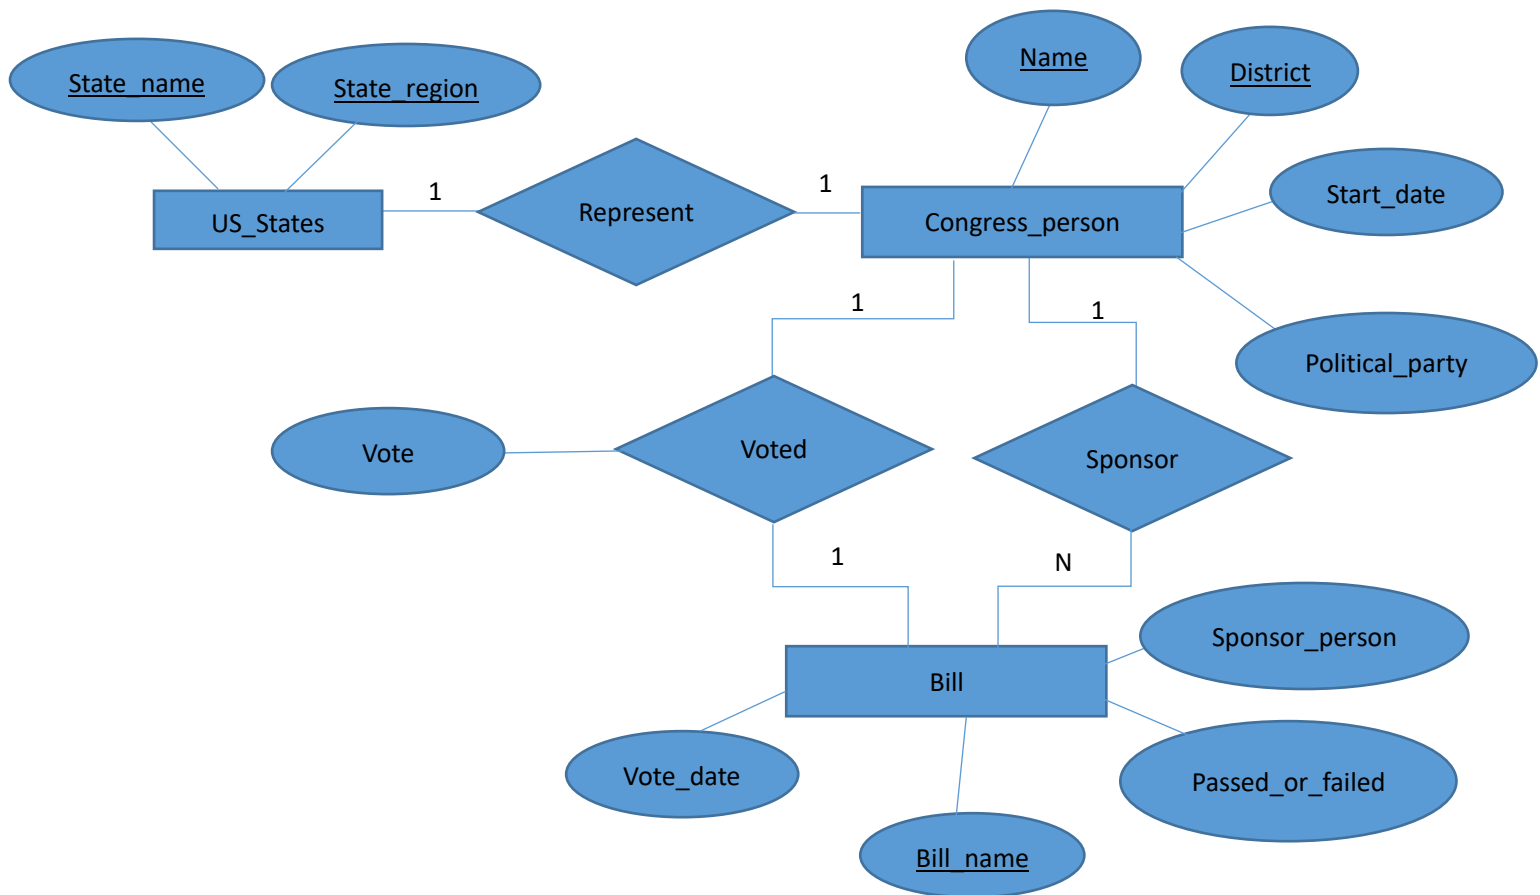 Name
District
State_name
State_region
Start_date
US_States
1
Represent
1
Congress_person
1
1
Political_party
Vote
Voted
Sponsor
1
N
Sponsor_person
Bill
Vote_date
Passed_or_failed
Bill_name